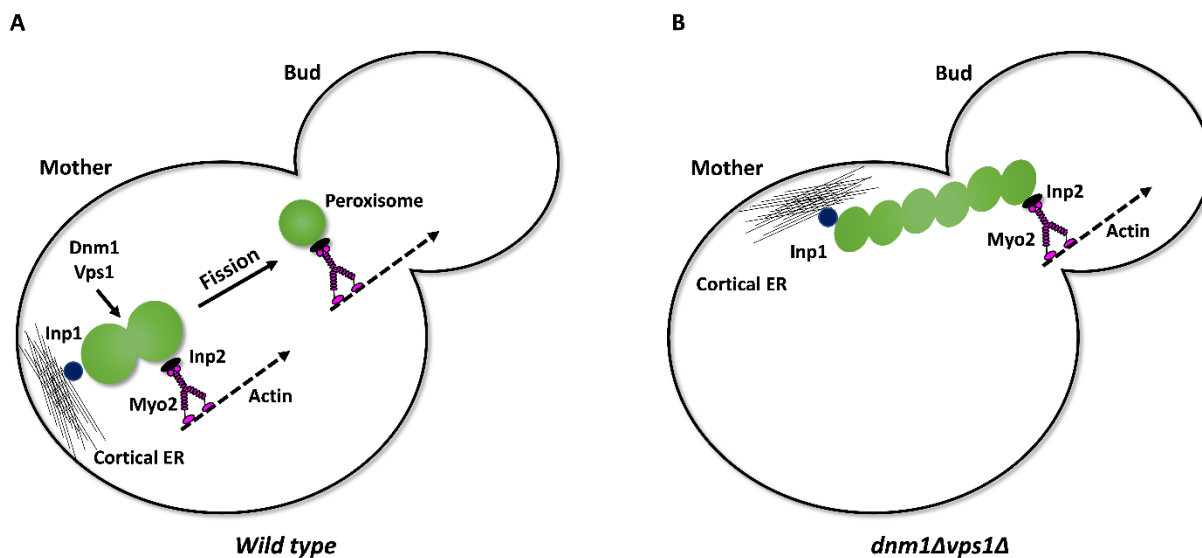 A
Bud
Mother
Peroxisome
Dnm1
Vps1
Fission
Inp1
Inp2
Myo2
Actin
Cortical ER
Wild type
B
Bud
Mother
Inp2
Inp1
Myo2
Actin
Cortical ER
dnm1Δvps1Δ